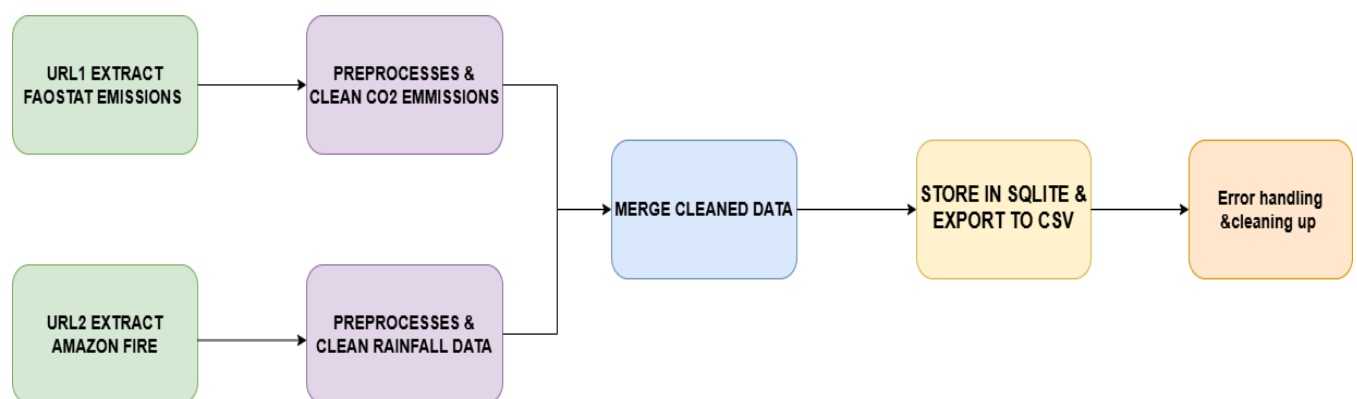 URL1 EXTRACT
FAOSTAT EMISSIONS
PREPROCESSES &
CLEAN CO2 EMMISSIONS
URL2 EXTRACT
AMAZON FIRE
PREPROCESSES &
CLEAN RAINFALL DATA
MERGE CLEANED DATA
STORE IN SQLITE &
EXPORT TO CSV
Error handling
&cleaning up